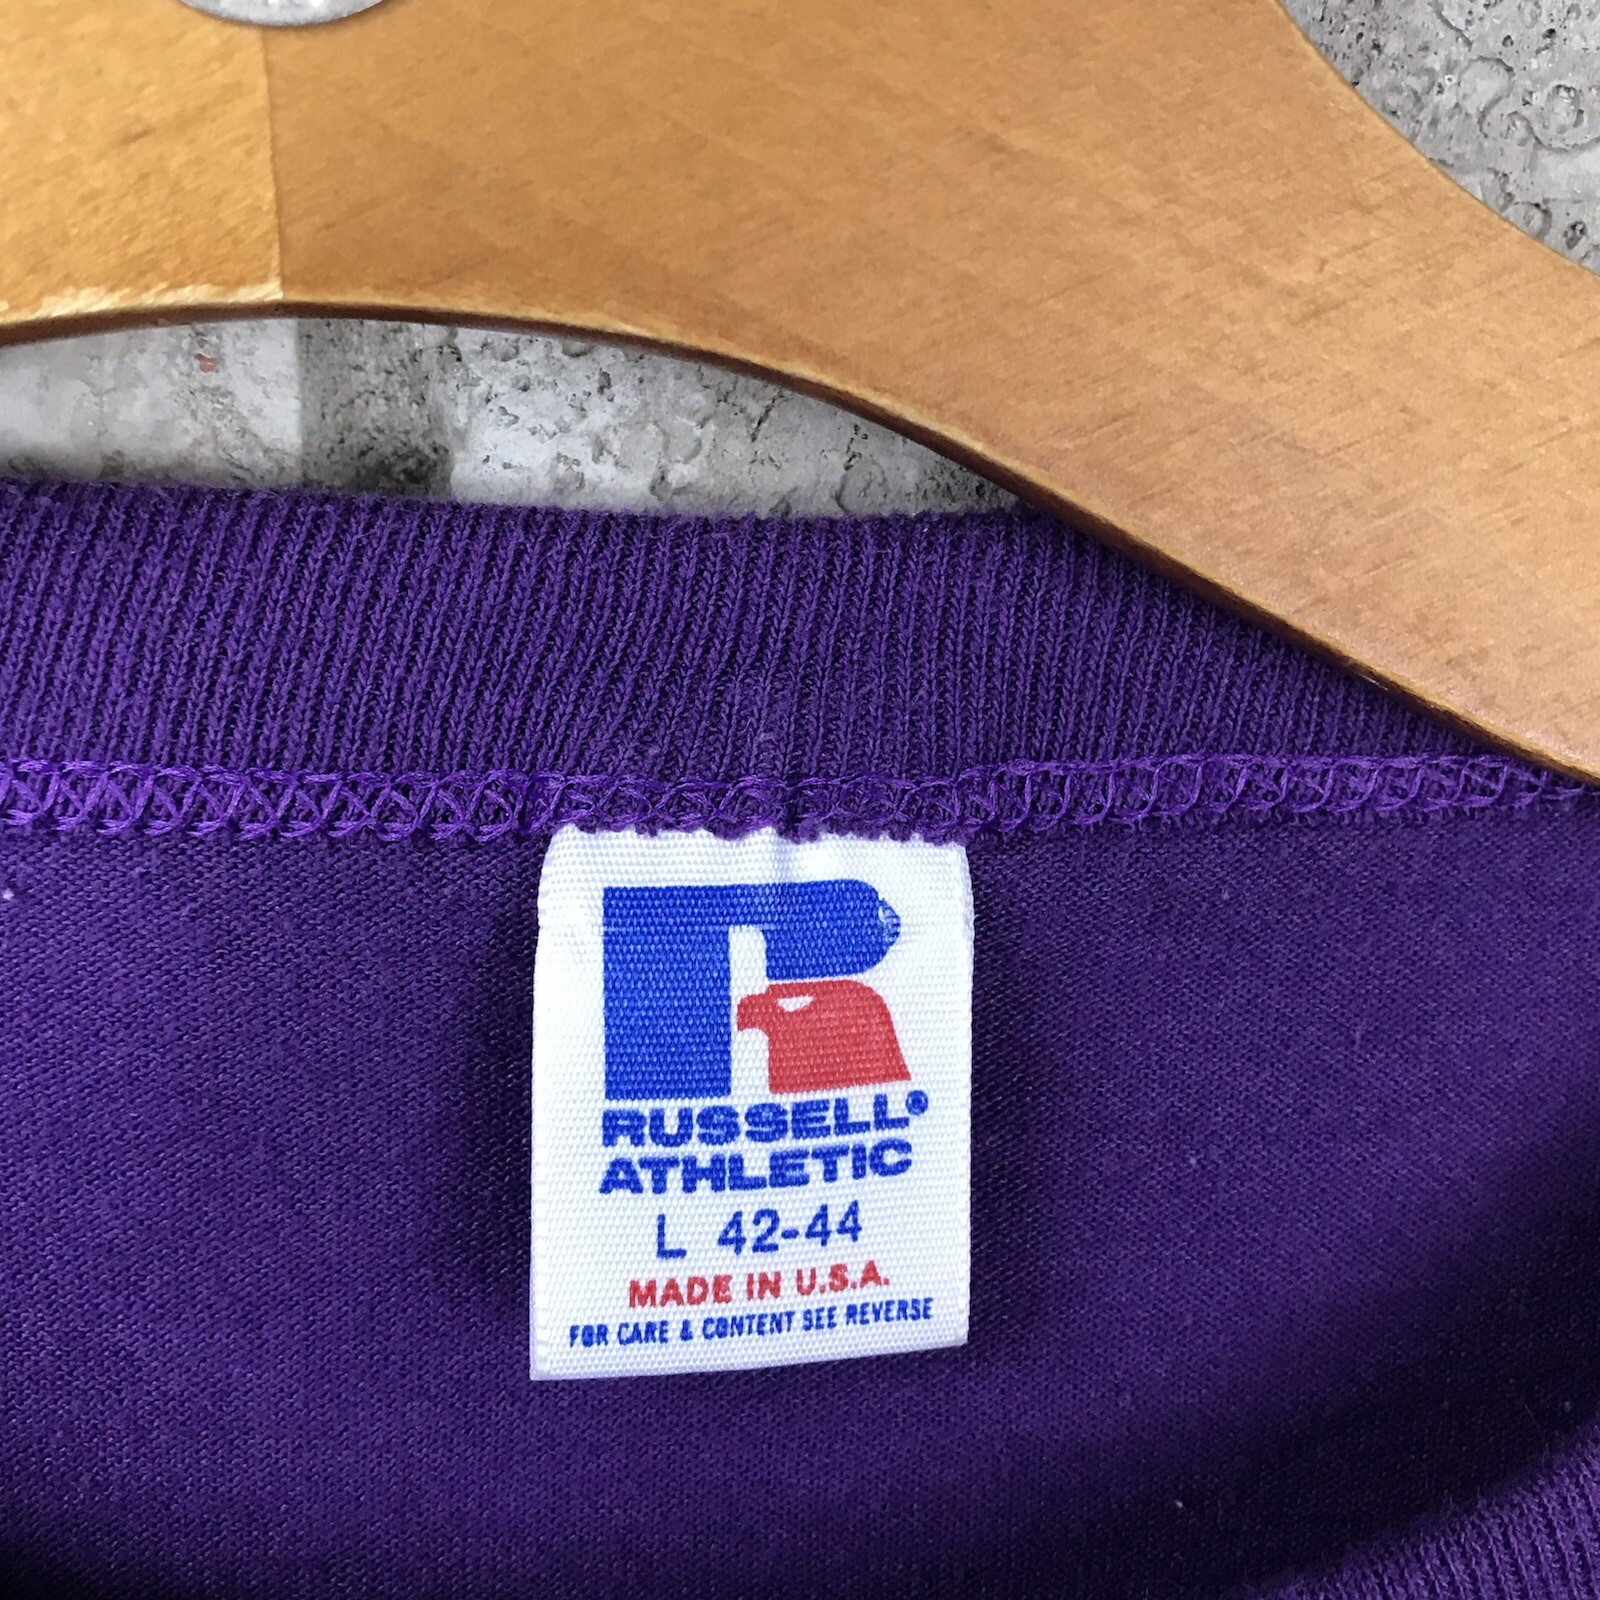 R
RUSSELL®
ATHLETIC
L 42-44
MADE IN U.S.A.
FOR CARE & CONTENT SEE REVERSE